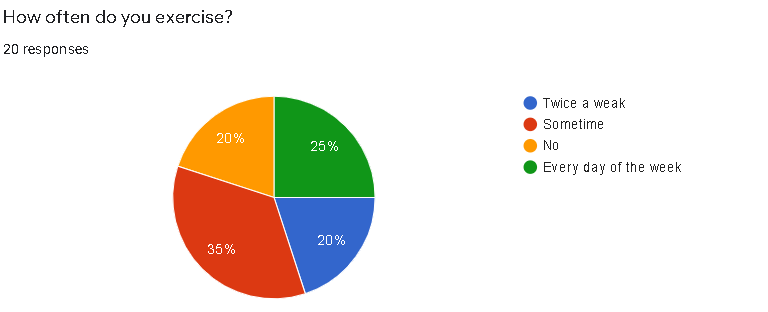 How often do you exercise?
20 responses
20%
25%
35%
20%
Twice a weak
Sometime
No
Every day of the week